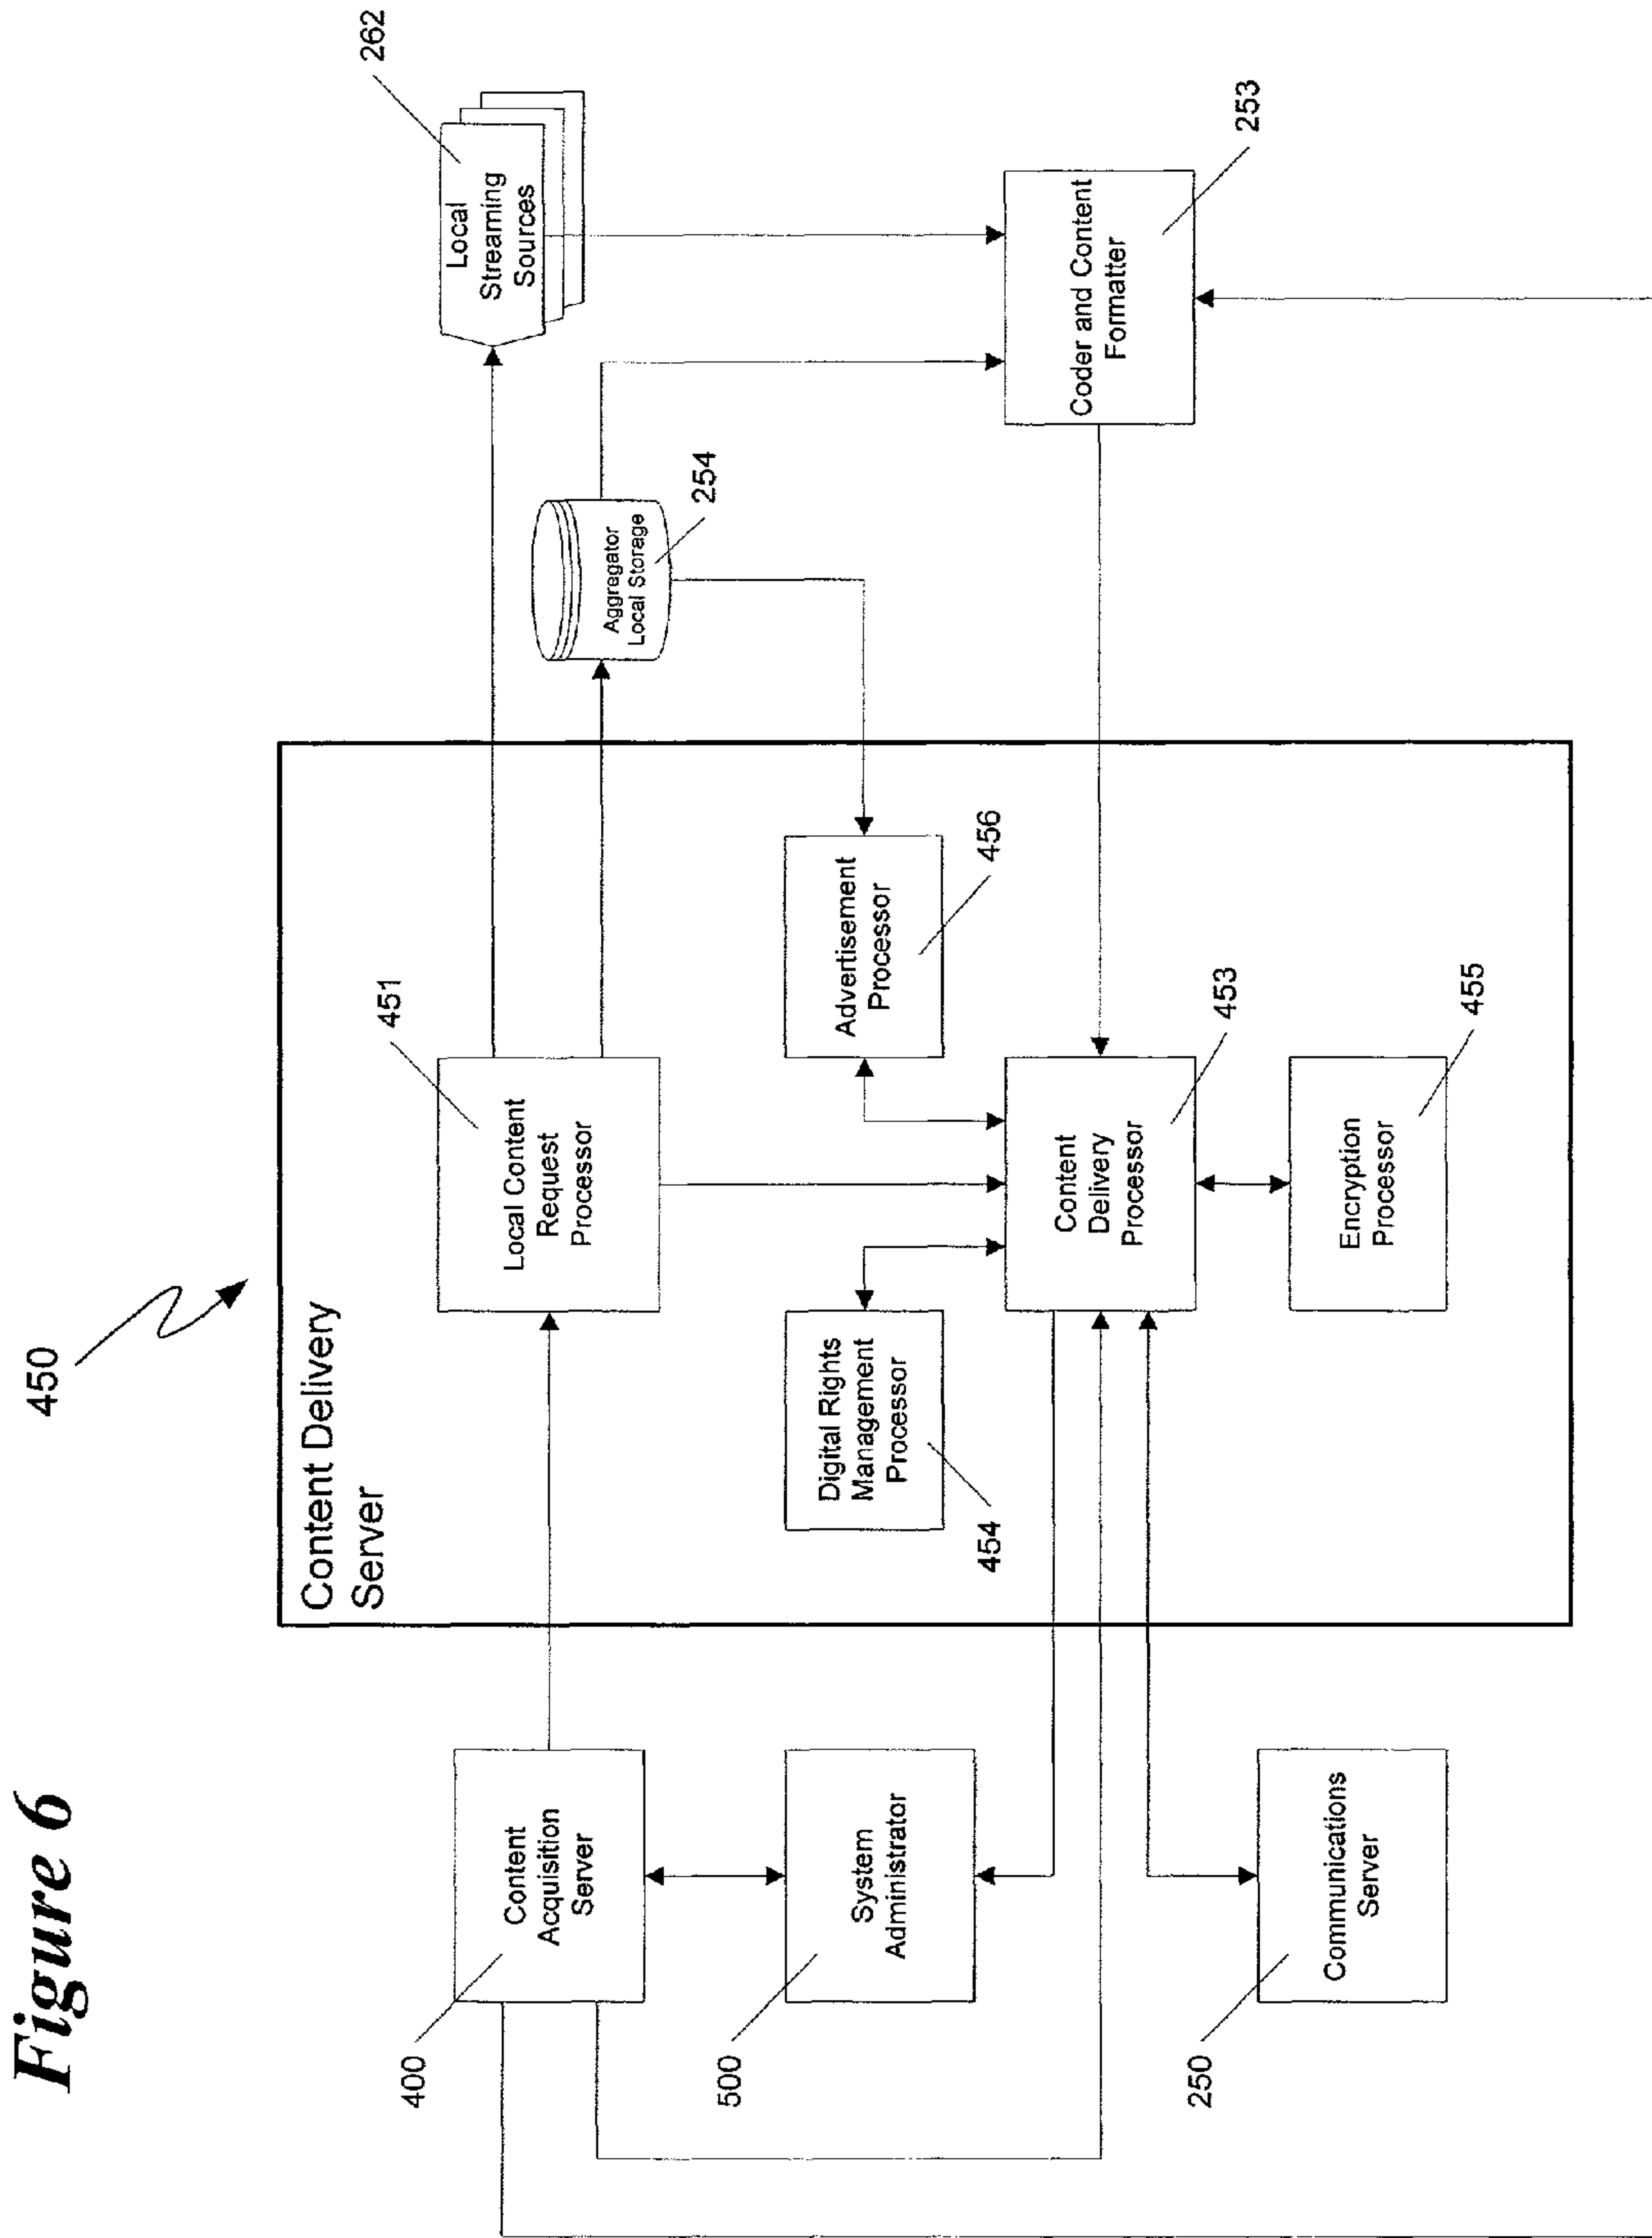 Figure 6
450
Content Delivery
Server
400
Content
Acquisition
Server
451
Local Content
Request
Processor
262
Local
Streaming
Sources
254
Aggregator
Local Storage
500
System
Administrator
454
Digital Rights
Management
Processor
456
Advertisement
Processor
453
Content
Delivery
Processor
253
Coder and Content
Formatter
250
Communications
Server
455
Encryption
Processor